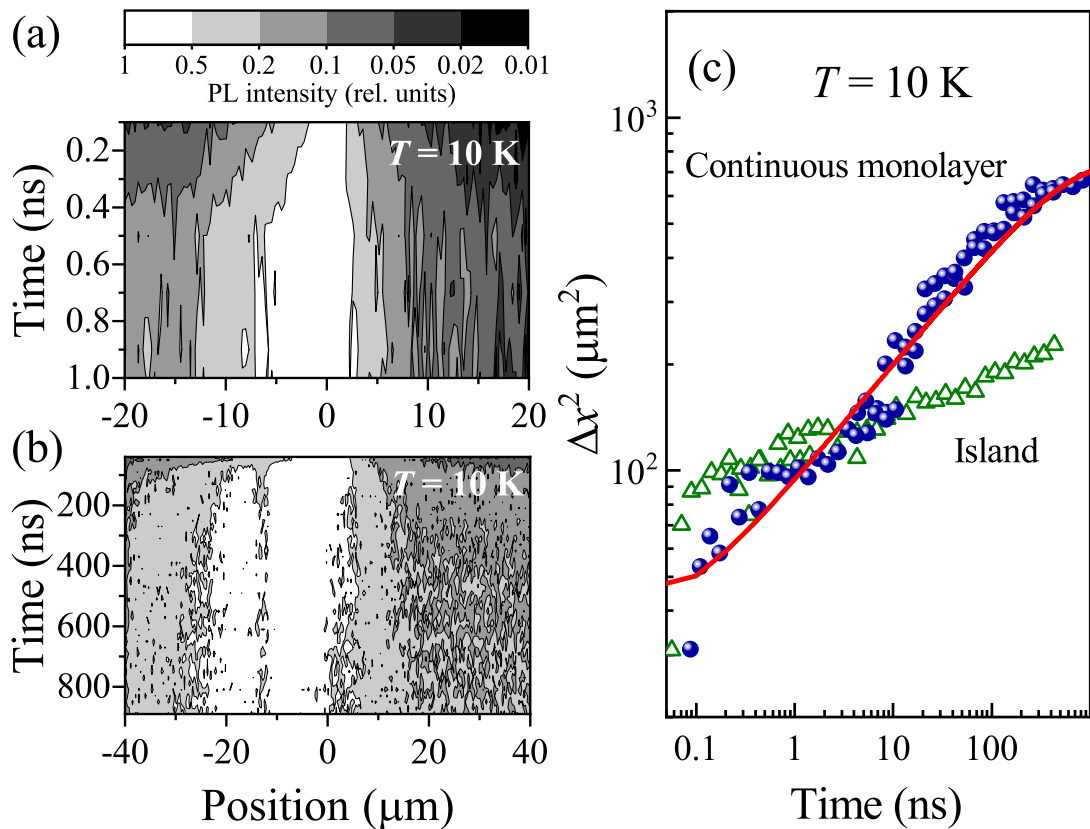 (a)
1 0.5 0.2 0.1 0.05 0.02 0.01
PL intensity (rel. units)
T = 10 K
0.2
0.4
0.6
0.8
1.0
Time (ns)
-20 -10 0 10 20
(b)
T = 10 K
200
400
600
800
Time (ns)
-40 -20 0 20 40
Position (μm)
(c)
T = 10 K
10³
Continuous monolayer
Δx² (μm²)
Island
10²
0.1 1 10 100
Time (ns)